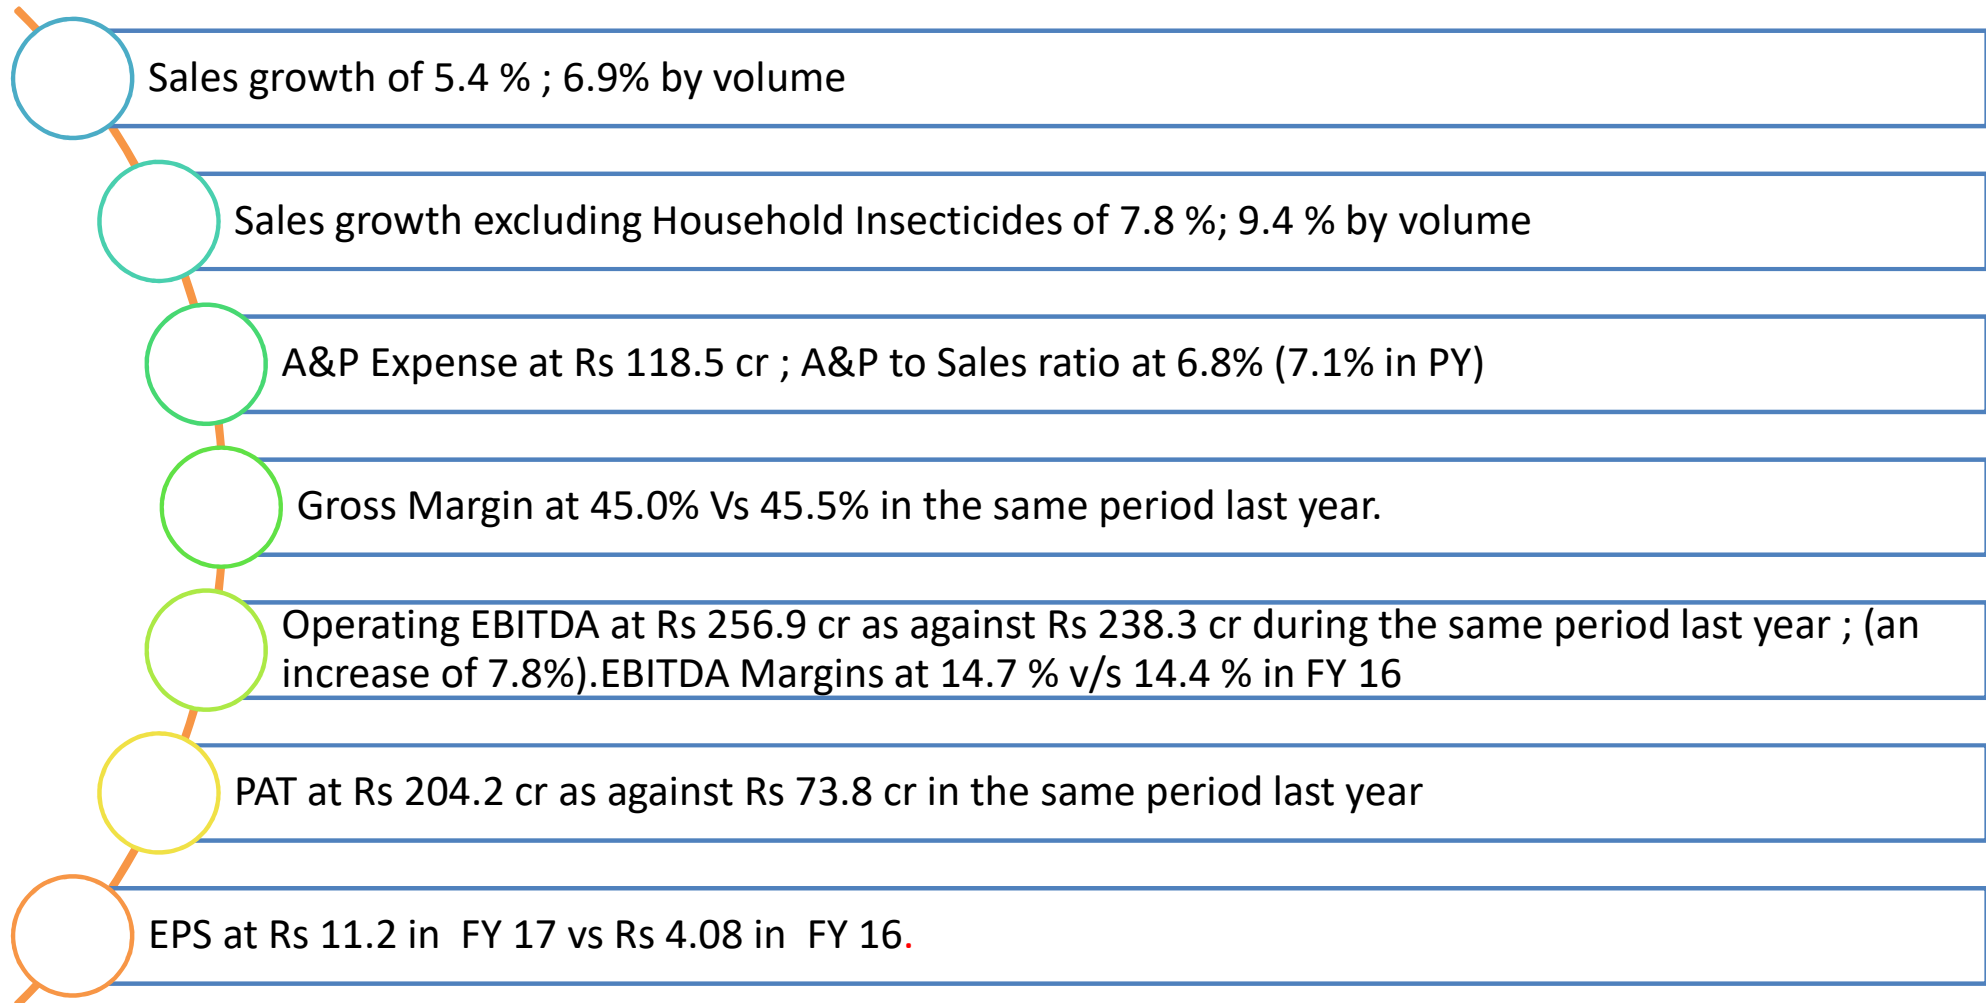 Sales growth of 5.4 % ; 6.9% by volume
Sales growth excluding Household Insecticides of 7.8 %; 9.4 % by volume
A&P Expense at Rs 118.5 cr ; A&P to Sales ratio at 6.8% (7.1% in PY)
Gross Margin at 45.0% Vs 45.5% in the same period last year.
Operating EBITDA at Rs 256.9 cr as against Rs 238.3 cr during the same period last year ; (an
increase of 7.8%).EBITDA Margins at 14.7 % v/s 14.4 % in FY 16
PAT at Rs 204.2 cr as against Rs 73.8 cr in the same period last year
EPS at Rs 11.2 in  FY 17 vs Rs 4.08 in  FY 16.